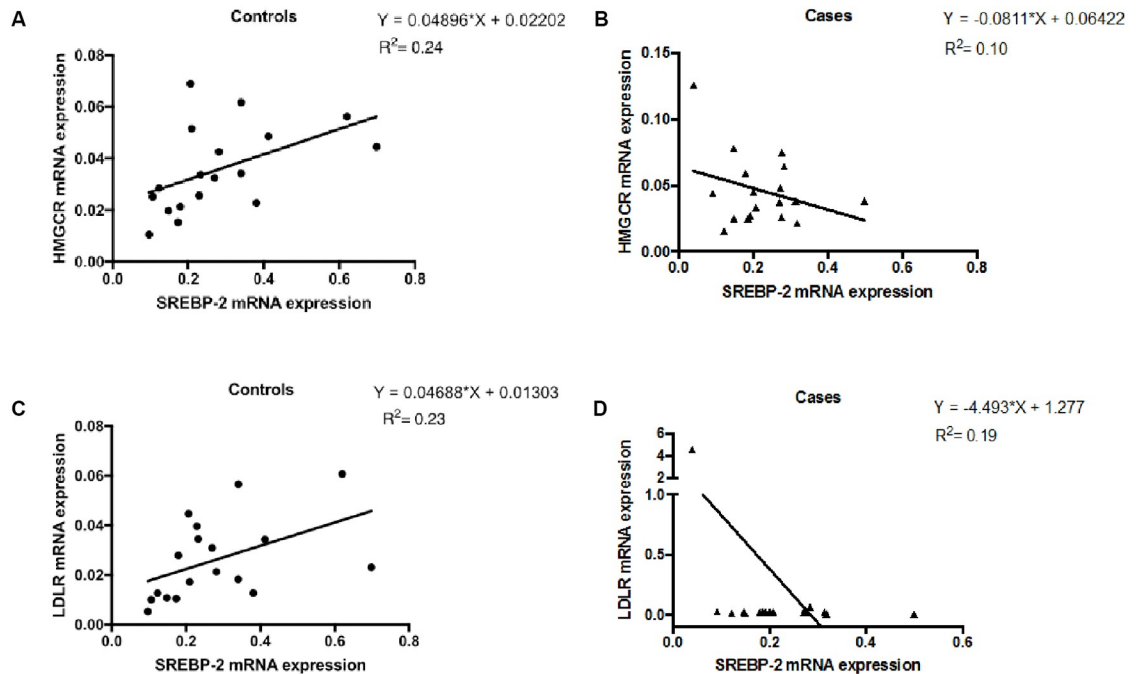 A
Controls
Y = 0.04896*X + 0.02202
R²= 0.24
HMGCR mRNA expression
0.08
0.06
0.04
0.02
0.00
0.0 0.2 0.4 0.6 0.8
SREBP-2 mRNA expression
B
Cases
Y = -0.0811*X + 0.06422
R²= 0.10
HMGCR mRNA expression
0.15
0.10
0.05
0.00
0.0 0.2 0.4 0.6 0.8
SREBP-2 mRNA expression
C
Controls
Y = 0.04688*X + 0.01303
R²= 0.23
LDLR mRNA expression
0.08
0.06
0.04
0.02
0.00
0.0 0.2 0.4 0.6 0.8
SREBP-2 mRNA expression
D
Cases
Y = -4.493*X + 1.277
R²= 0.19
LDLR mRNA expression
6
4
2
1.0
0.5
0.0
0.0 0.2 0.4 0.6
SREBP-2 mRNA expression